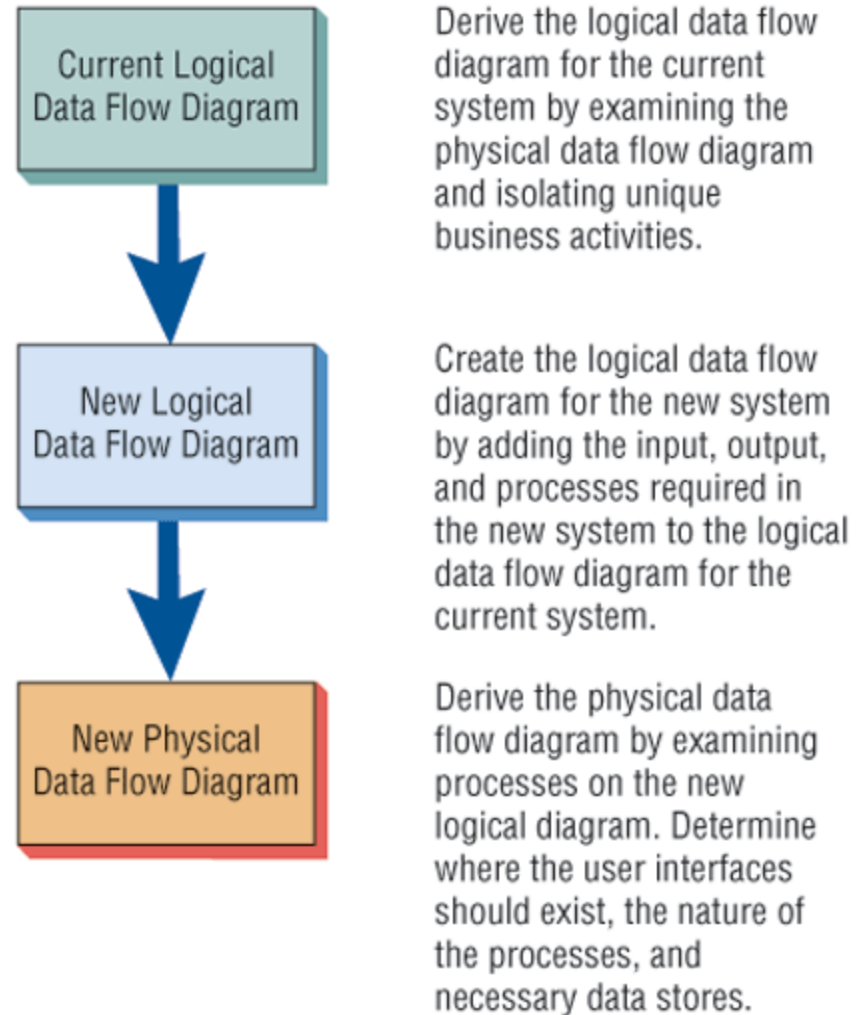 Current Logical
Data Flow Diagram
Derive the logical data flow
diagram for the current
system by examining the
physical data flow diagram
and isolating unique
business activities.
New Logical
Data Flow Diagram
Create the logical data flow
diagram for the new system
by adding the input, output,
and processes required in
the new system to the logical
data flow diagram for the
current system.
New Physical
Data Flow Diagram
Derive the physical data
flow diagram by examining
processes on the new
logical diagram. Determine
where the user interfaces
should exist, the nature of
the processes, and
necessary data stores.